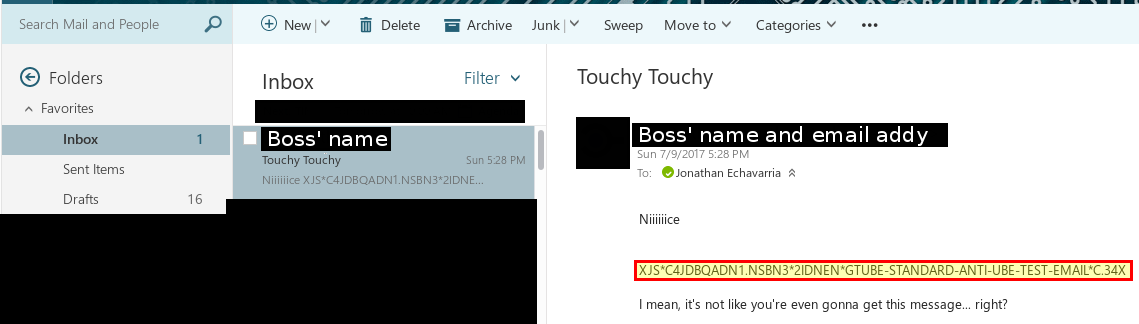 Search Mail and People
New | Delete Archive Junk | Sweep Move to Categories ...
Folders
Favorites
Inbox 1
Sent Items
Drafts 16
Inbox
Filter
Boss' name
Touchy Touchy Sun 5:28 PM
Niiiiiice XJS*C4JDBQADN1.NSBN3*2IDNE...
Touchy Touchy
Boss' name and email addy
Sun 7/9/2017 5:28 PM
To: Jonathan Echavarria
Niiiiiice
XJS*C4JDBQADN1.NSBN3*2IDNEN*GTUBE-STANDARD-ANTI-UBE-TEST-EMAIL*C.34X
I mean, it's not like you're even gonna get this message... right?